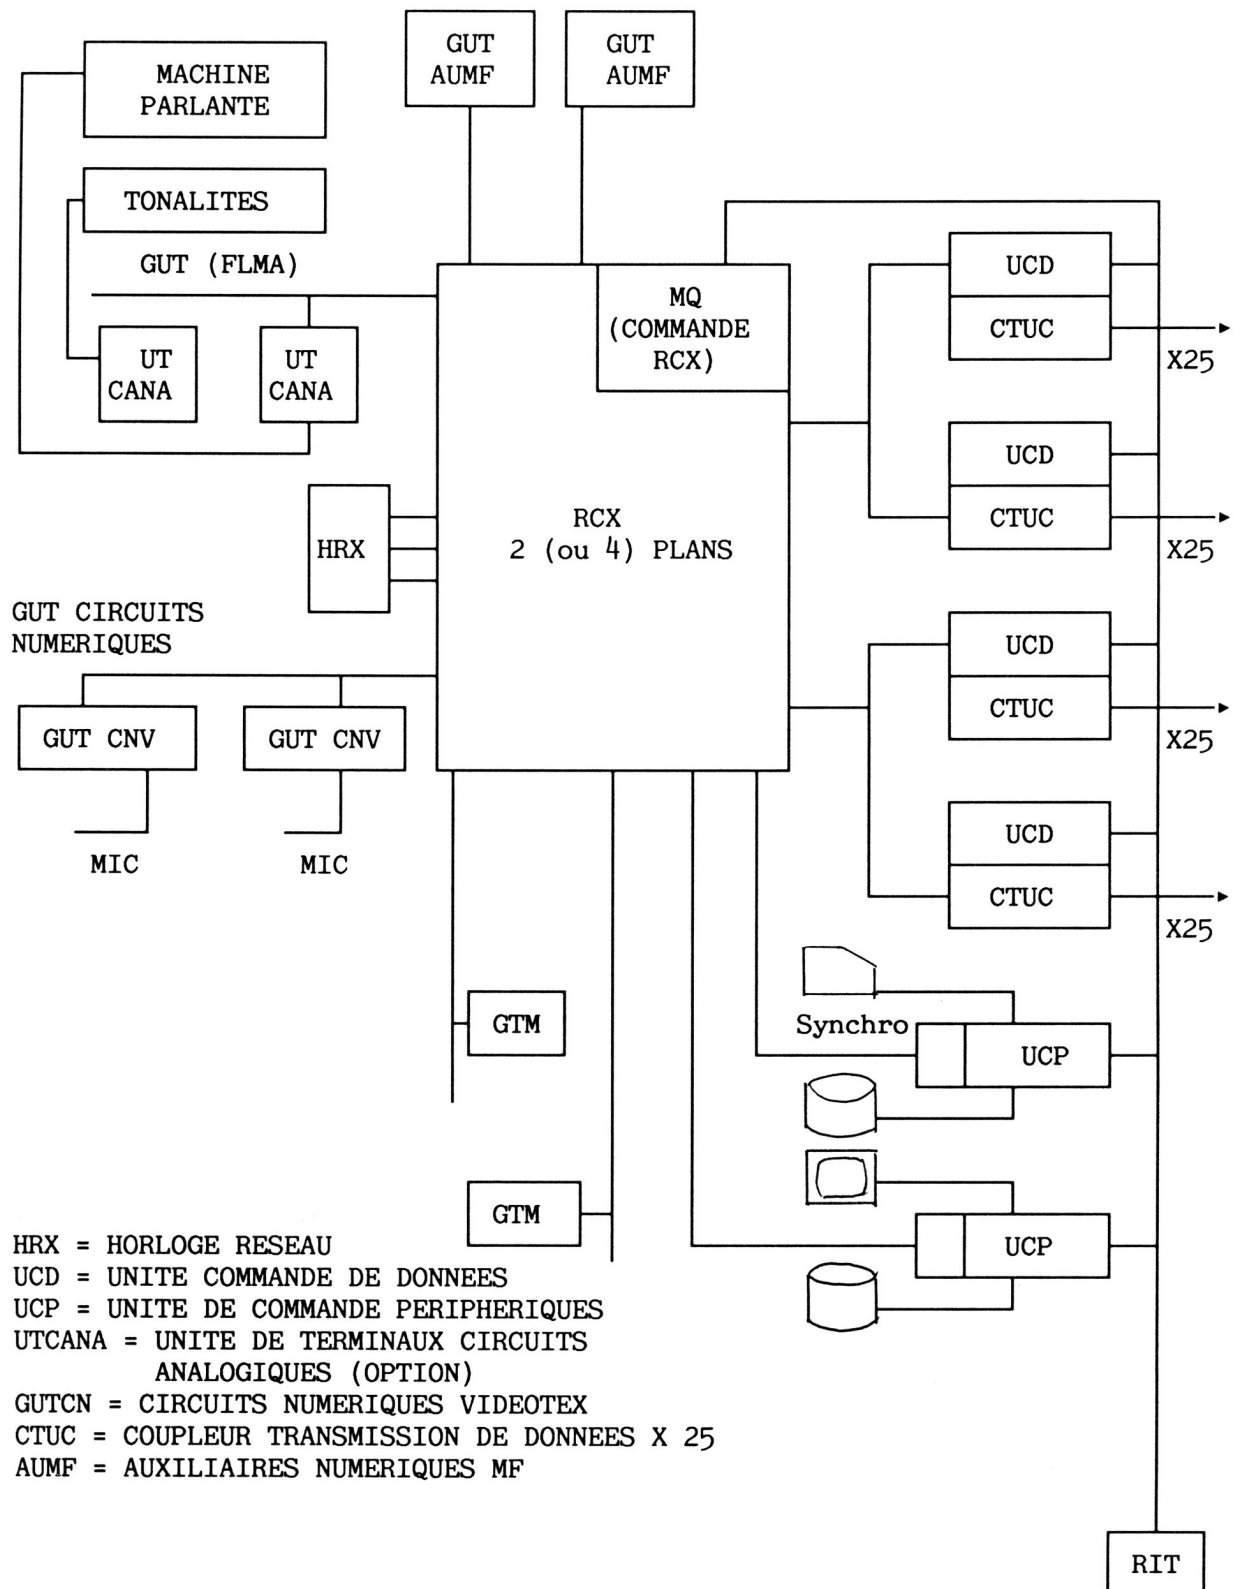 GUT
AUMF
GUT
AUMF
MACHINE
PARLANTE
TONALITES
GUT (FLMA)
UT
CANA
UT
CANA
MQ
(COMMANDE
RCX)
UCD
CTUC
X25
UCD
CTUC
X25
HRX
RCX
2 (ou 4) PLANS
GUT CIRCUITS
NUMERIQUES
GUT CNV
GUT CNV
MIC
MIC
UCD
CTUC
X25
UCD
CTUC
X25
GTM
Synchro
UCP
GTM
UCP
HRX = HORLOGE RESEAU
UCD = UNITE COMMANDE DE DONNEES
UCP = UNITE DE COMMANDE PERIPHERIQUES
UTCANA = UNITE DE TERMINAUX CIRCUITS
ANALOGIQUES (OPTION)
GUTCN = CIRCUITS NUMERIQUES VIDEOTEX
CTUC = COUPLEUR TRANSMISSION DE DONNEES X 25
AUMF = AUXILIAIRES NUMERIQUES MF
RIT